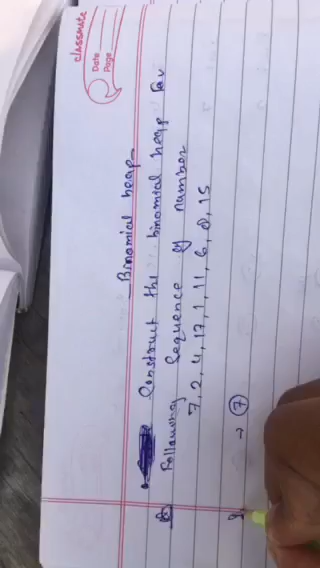 classmate
Date
Page
Binomial heap
Construct the binomial heap for
Following sequence of number
7, 2, 4, 17, 1, 11, 6, 8, 15
→ 7